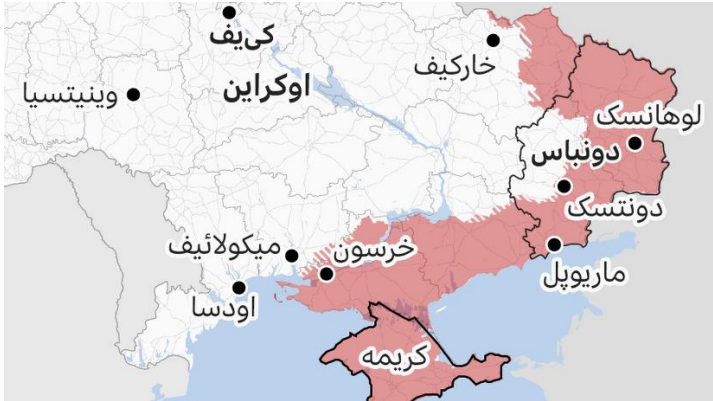 کی‌یف
خارکیف
اوکراین
وینیتسیا
لوهانسک
دونباس
دونتسک
میکولائیف
خرسون
ماریوپل
اودسا
کریمه